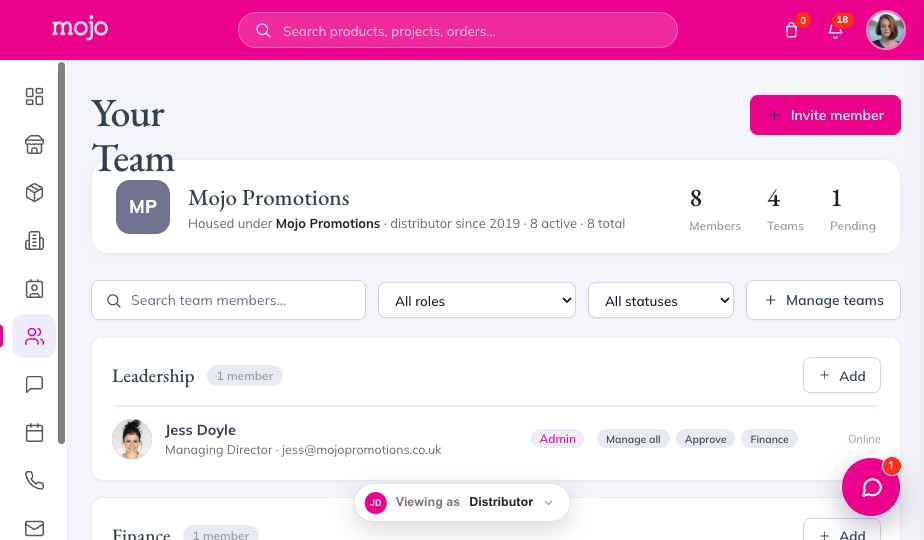 mojo
Search products, projects, orders...
0
18
Your
Team
Invite member
MP
Mojo Promotions
Housed under Mojo Promotions · distributor since 2019 · 8 active · 8 total
8
Members
4
Teams
1
Pending
Search team members...
All roles
All statuses
Manage teams
Leadership
1 member
Add
Jess Doyle
Managing Director · jess@mojopromotions.co.uk
Admin
Manage all
Approve
Finance
Online
1
JD
Viewing as Distributor
Finance
1 member
Add